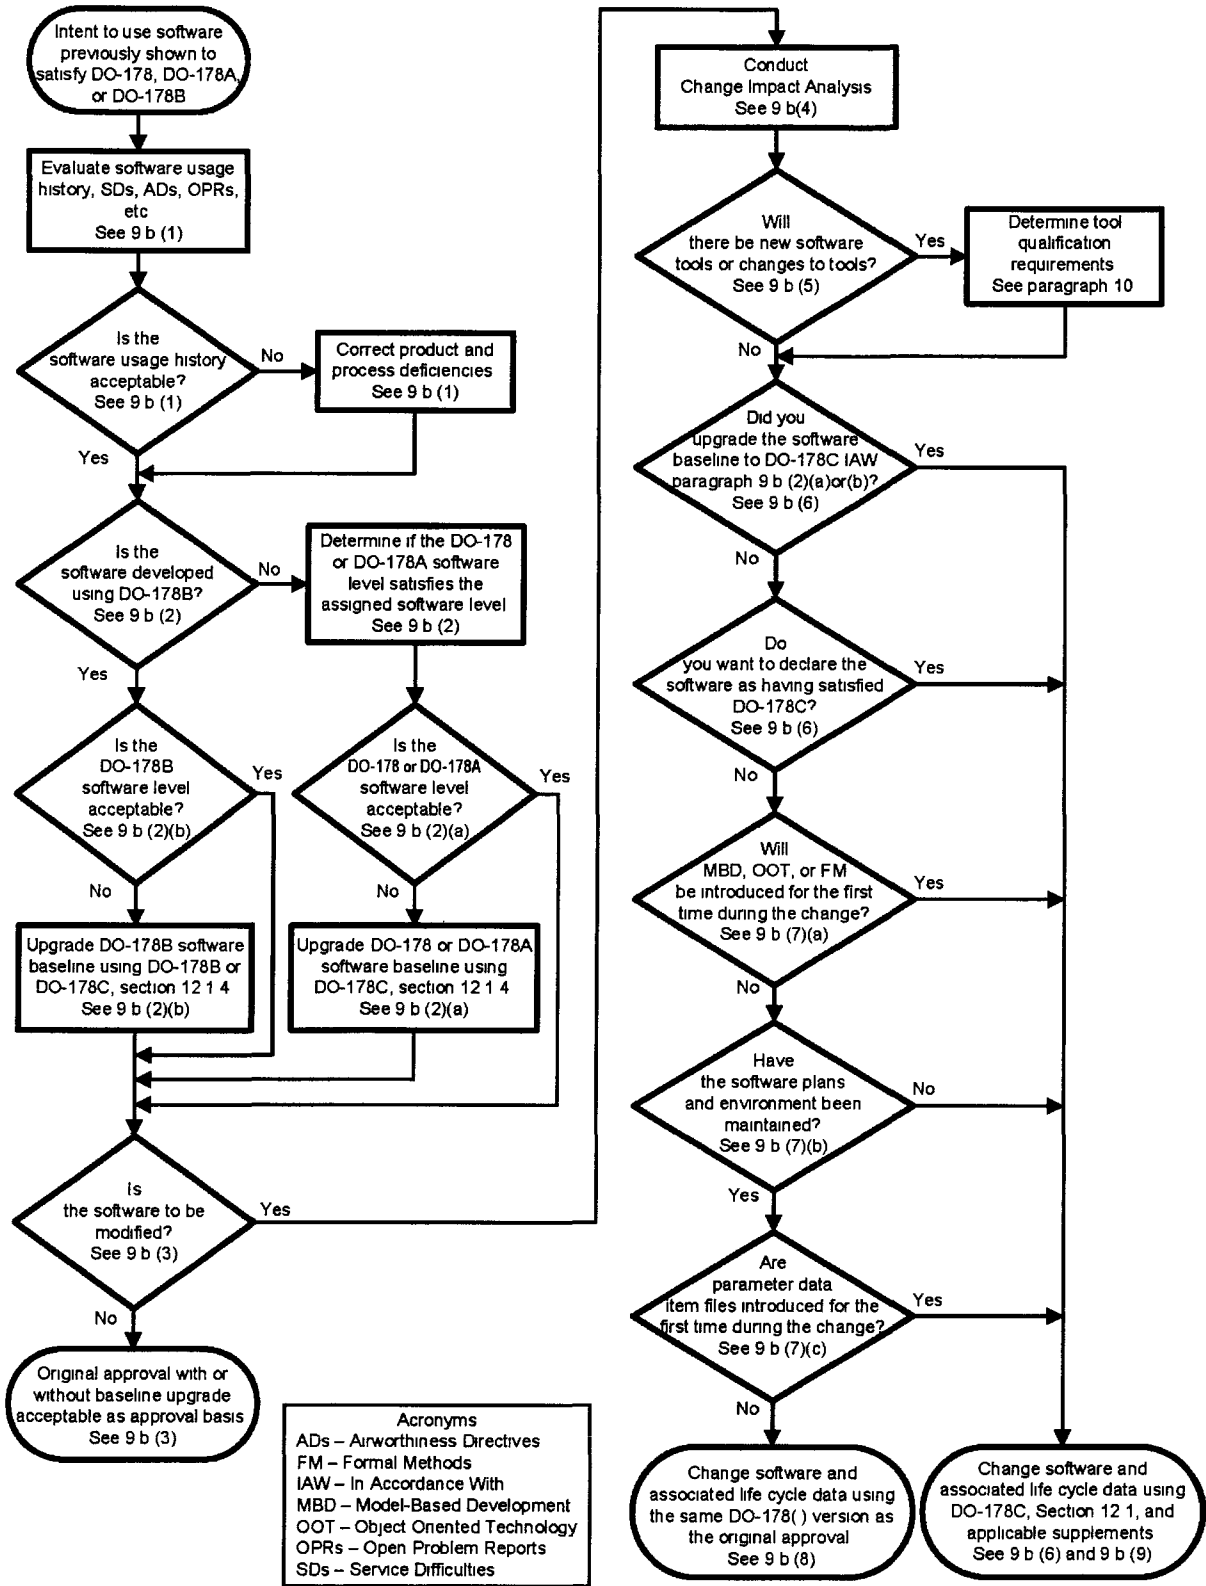 Intent to use software
previously shown to
satisfy DO-178, DO-178A,
or DO-178B
Evaluate software usage
history, SDs, ADs, OPRs,
etc
See 9 b (1)
Is the
software usage history
acceptable?
See 9 b (1)
No
Correct product and
process deficiencies
See 9 b (1)
Yes
Is the
software developed
using DO-178B?
See 9 b (2)
No
Determine if the DO-178
or DO-178A software
level satisfies the
assigned software level
See 9 b (2)
Yes
Is the
DO-178B
software level
acceptable?
See 9 b (2)(b)
Yes
Is the
DO-178 or DO-178A
software level
acceptable?
See 9 b (2)(a)
Yes
No
No
Upgrade DO-178B software
baseline using DO-178B or
DO-178C, section 12 1 4
See 9 b (2)(b)
Upgrade DO-178 or DO-178A
software baseline using
DO-178C, section 12 1 4
See 9 b (2)(a)
Is
the software to be
modified?
See 9 b (3)
Yes
No
Original approval with or
without baseline upgrade
acceptable as approval basis
See 9 b (3)
Acronyms
ADs – Airworthiness Directives
FM – Formal Methods
IAW – In Accordance With
MBD – Model-Based Development
OOT – Object Oriented Technology
OPRs – Open Problem Reports
SDs – Service Difficulties
Conduct
Change Impact Analysis
See 9 b(4)
Will
there be new software
tools or changes to tools?
See 9 b (5)
Yes
Determine tool
qualification
requirements
See paragraph 10
No
Did you
upgrade the software
baseline to DO-178C IAW
paragraph 9 b (2)(a)or(b)?
See 9 b (6)
Yes
No
Do
you want to declare the
software as having satisfied
DO-178C?
See 9 b (6)
Yes
No
Will
MBD, OOT, or FM
be introduced for the first
time during the change?
See 9 b (7)(a)
Yes
No
Have
the software plans
and environment been
maintained?
See 9 b (7)(b)
No
Yes
Are
parameter data
item files introduced for the
first time during the change?
See 9 b (7)(c)
Yes
No
Change software and
associated life cycle data using
the same DO-178( ) version as
the original approval
See 9 b (8)
Change software and
associated life cycle data using
DO-178C, Section 12 1, and
applicable supplements
See 9 b (6) and 9 b (9)